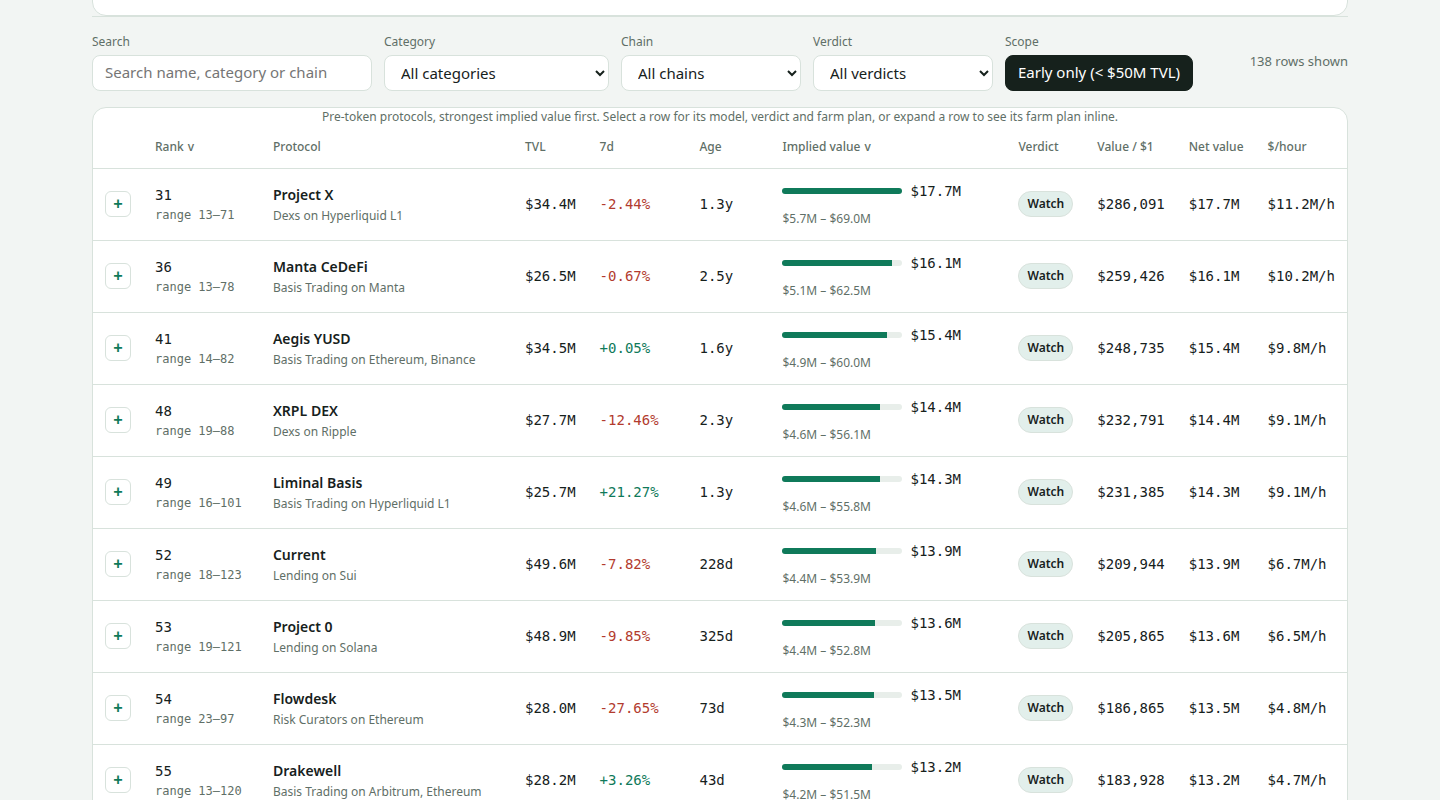 Search
Category
Chain
Verdict
Scope
Search name, category or chain
All categories
All chains
All verdicts
Early only (< $50M TVL)
138 rows shown
Pre-token protocols, strongest implied value first. Select a row for its model, verdict and farm plan, or expand a row to see its farm plan inline.
Rank v Protocol TVL 7d Age Implied value v Verdict Value / $1 Net value $/hour
+ 31 Project X $34.4M -2.44% 1.3y $17.7M Watch $286,091 $17.7M $11.2M/h
range 13–71 Dexs on Hyperliquid L1 $5.7M – $69.0M
+ 36 Manta CeDeFi $26.5M -0.67% 2.5y $16.1M Watch $259,426 $16.1M $10.2M/h
range 13–78 Basis Trading on Manta $5.1M – $62.5M
+ 41 Aegis YUSD $34.5M +0.05% 1.6y $15.4M Watch $248,735 $15.4M $9.8M/h
range 14–82 Basis Trading on Ethereum, Binance $4.9M – $60.0M
+ 48 XRPL DEX $27.7M -12.46% 2.3y $14.4M Watch $232,791 $14.4M $9.1M/h
range 19–88 Dexs on Ripple $4.6M – $56.1M
+ 49 Liminal Basis $25.7M +21.27% 1.3y $14.3M Watch $231,385 $14.3M $9.1M/h
range 16–101 Basis Trading on Hyperliquid L1 $4.6M – $55.8M
+ 52 Current $49.6M -7.82% 228d $13.9M Watch $209,944 $13.9M $6.7M/h
range 18–123 Lending on Sui $4.4M – $53.9M
+ 53 Project 0 $48.9M -9.85% 325d $13.6M Watch $205,865 $13.6M $6.5M/h
range 19–121 Lending on Solana $4.4M – $52.8M
+ 54 Flowdesk $28.0M -27.65% 73d $13.5M Watch $186,865 $13.5M $4.8M/h
range 23–97 Risk Curators on Ethereum $4.3M – $52.3M
+ 55 Drakewell $28.2M +3.26% 43d $13.2M Watch $183,928 $13.2M $4.7M/h
range 13–120 Basis Trading on Arbitrum, Ethereum $4.2M – $51.5M